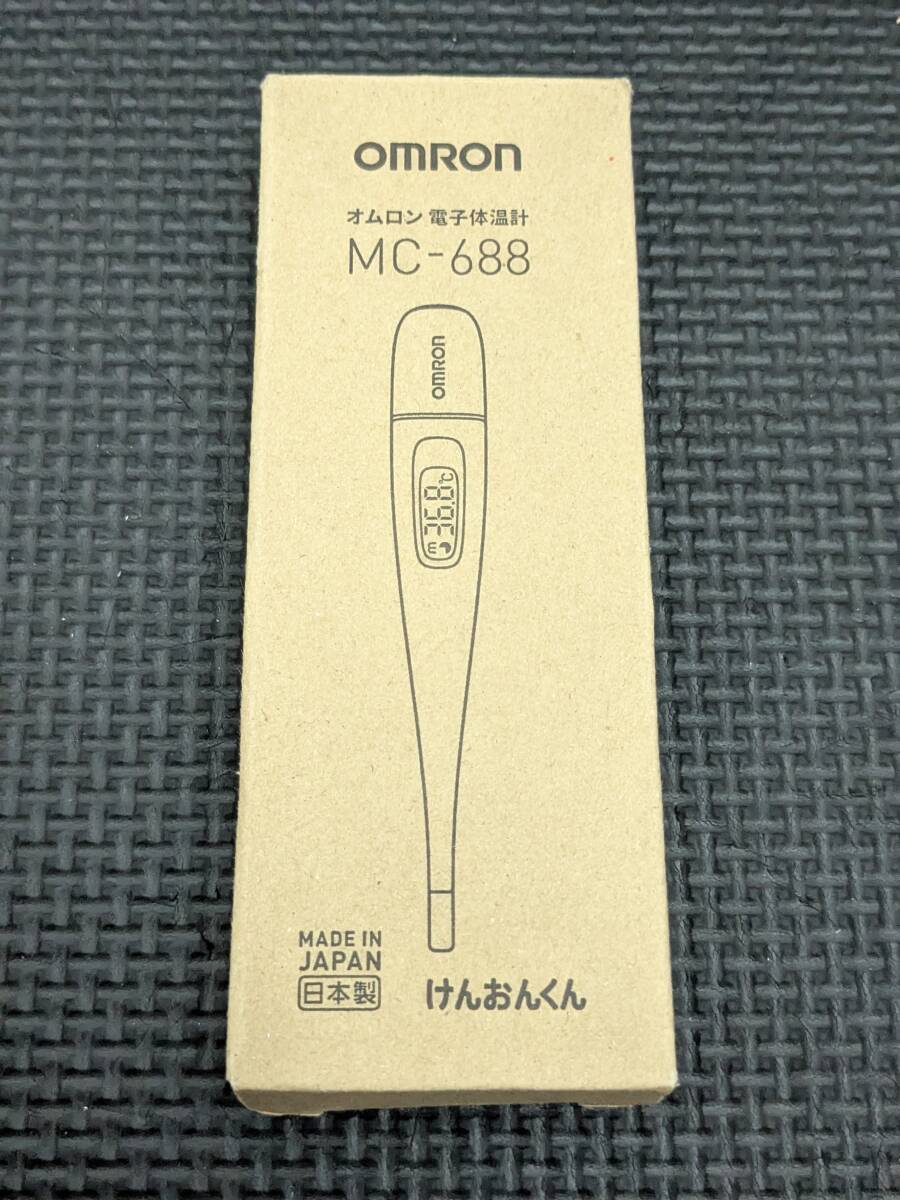 OMRON
オムロン 電子体温計
MC-688
OMRON
m 36.8℃
MADE IN
JAPAN
日本製
けんおんくん